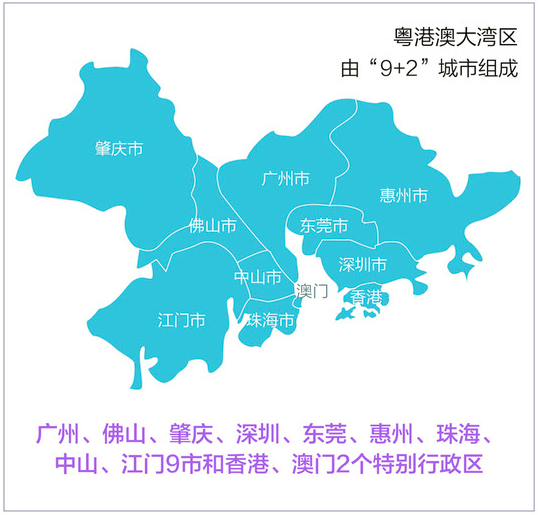 粤港澳大湾区
由“9+2”城市组成
肇庆市
广州市
惠州市
佛山市
东莞市
深圳市
中山市
澳门
香港
江门市
珠海市
广州、佛山、肇庆、深圳、东莞、惠州、珠海、
中山、江门9市和香港、澳门2个特别行政区